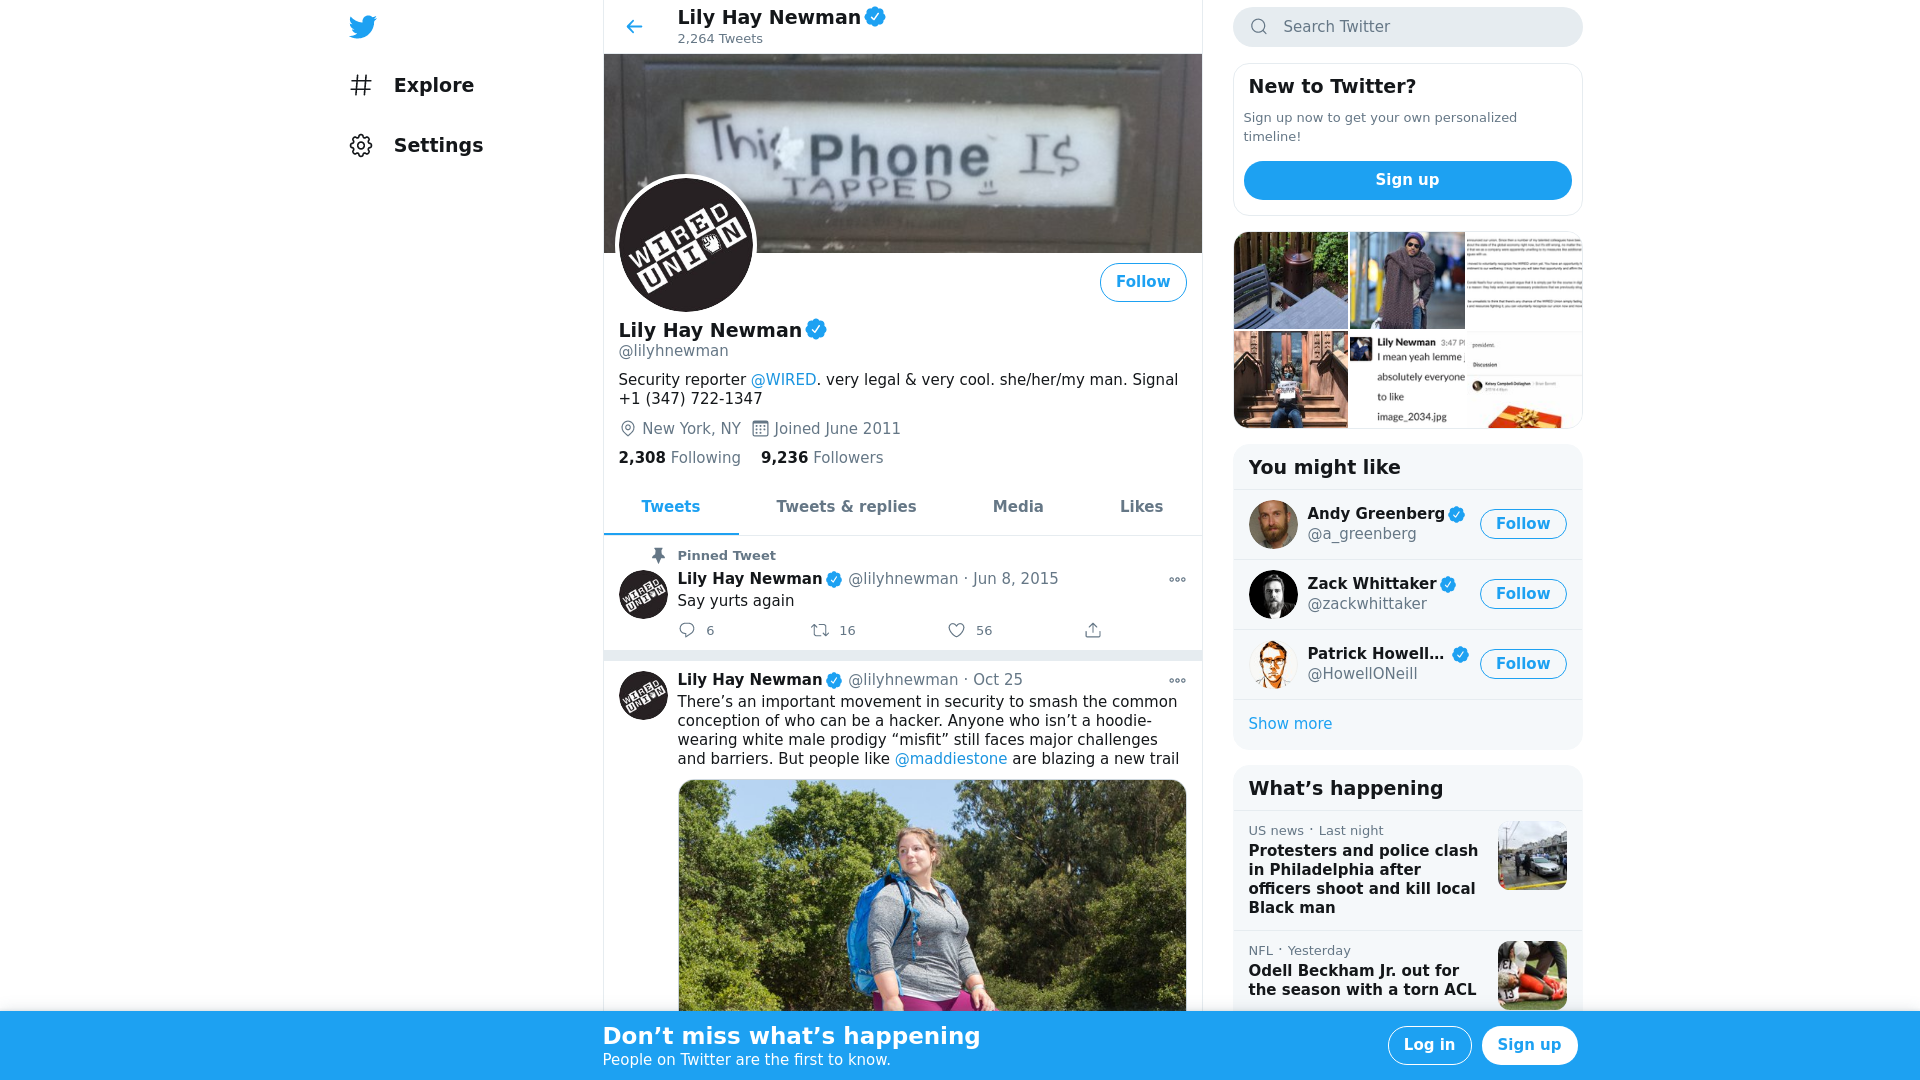 Lily Hay Newman
2,264 Tweets
Search Twitter
Explore
Settings
This Phone Is
TAPPED
WIRED
UNION
New to Twitter?
Sign up now to get your own personalized
timeline!
Sign up
Follow
Lily Hay Newman
@lilyhnewman
Security reporter @WIRED. very legal & very cool. she/her/my man. Signal
+1 (347) 722-1347
New York, NY Joined June 2011
2,308 Following 9,236 Followers
Tweets Tweets & replies Media Likes
Pinned Tweet
Lily Hay Newman @lilyhnewman · Jun 8, 2015
Say yurts again
6 16 56
Lily Hay Newman @lilyhnewman · Oct 25
There’s an important movement in security to smash the common
conception of who can be a hacker. Anyone who isn’t a hoodie-
wearing white male prodigy “misfit” still faces major challenges
and barriers. But people like @maddiestone are blazing a new trail
Lily Newman 3:47
I mean yeah lemme
absolutely everyone
to like
image_2034.jpg
president.
Discussion
You might like
Andy Greenberg
@a_greenberg
Follow
Zack Whittaker
@zackwhittaker
Follow
Patrick Howell...
@HowellONeill
Follow
Show more
What’s happening
US news · Last night
Protesters and police clash
in Philadelphia after
officers shoot and kill local
Black man
NFL · Yesterday
Odell Beckham Jr. out for
the season with a torn ACL
Don’t miss what’s happening
People on Twitter are the first to know.
Log in
Sign up